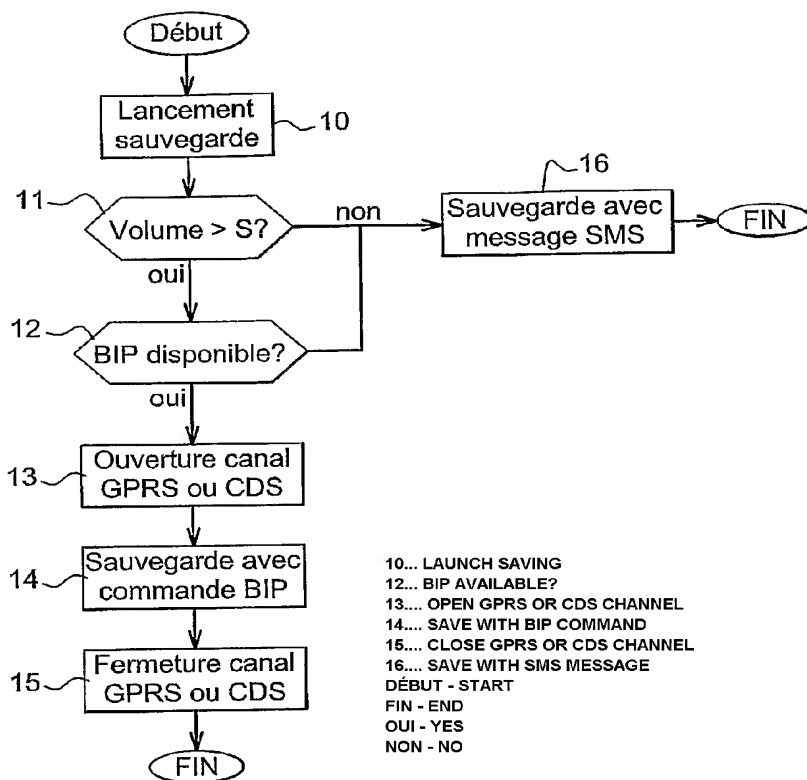 Début
Lancement
sauvegarde
10
11
Volume > S?
non
16
Sauvegarde avec
message SMS
FIN
oui
12
BIP disponible?
oui
13
Ouverture canal
GPRS ou CDS
14
Sauvegarde avec
commande BIP
15
Fermeture canal
GPRS ou CDS
FIN
10... LAUNCH SAVING
12... BIP AVAILABLE?
13.... OPEN GPRS OR CDS CHANNEL
14.... SAVE WITH BIP COMMAND
15.... CLOSE GPRS OR CDS CHANNEL
16.... SAVE WITH SMS MESSAGE
DÉBUT - START
FIN - END
OUI - YES
NON - NO